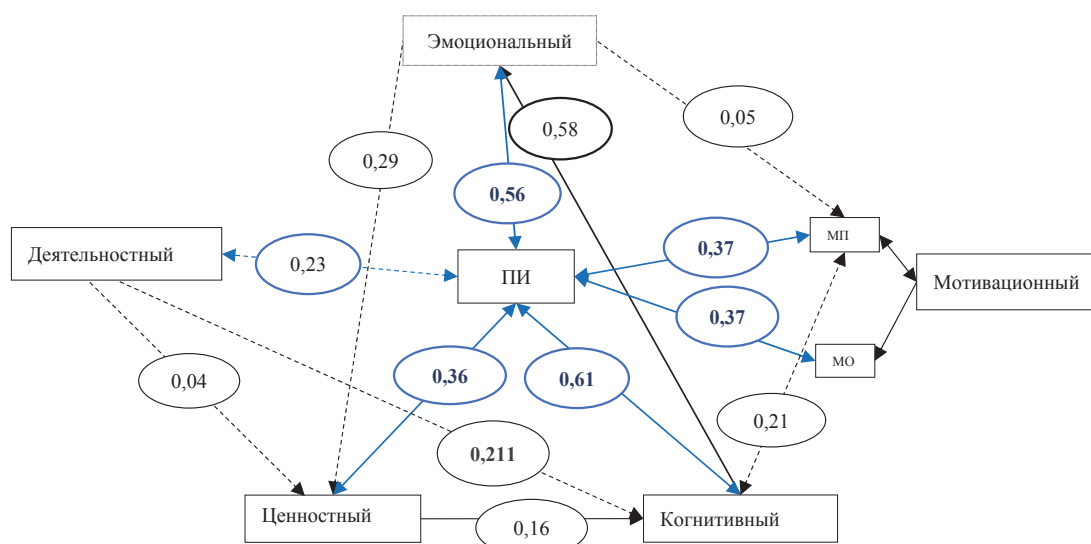 Эмоциональный
0,05
0,58
0,29
0,56
МП
0,37
Деятельностный
0,23
ПИ
Мотивационный
0,37
МО
0,04
0,36
0,61
0,21
0,211
Ценностный
0,16
Когнитивный